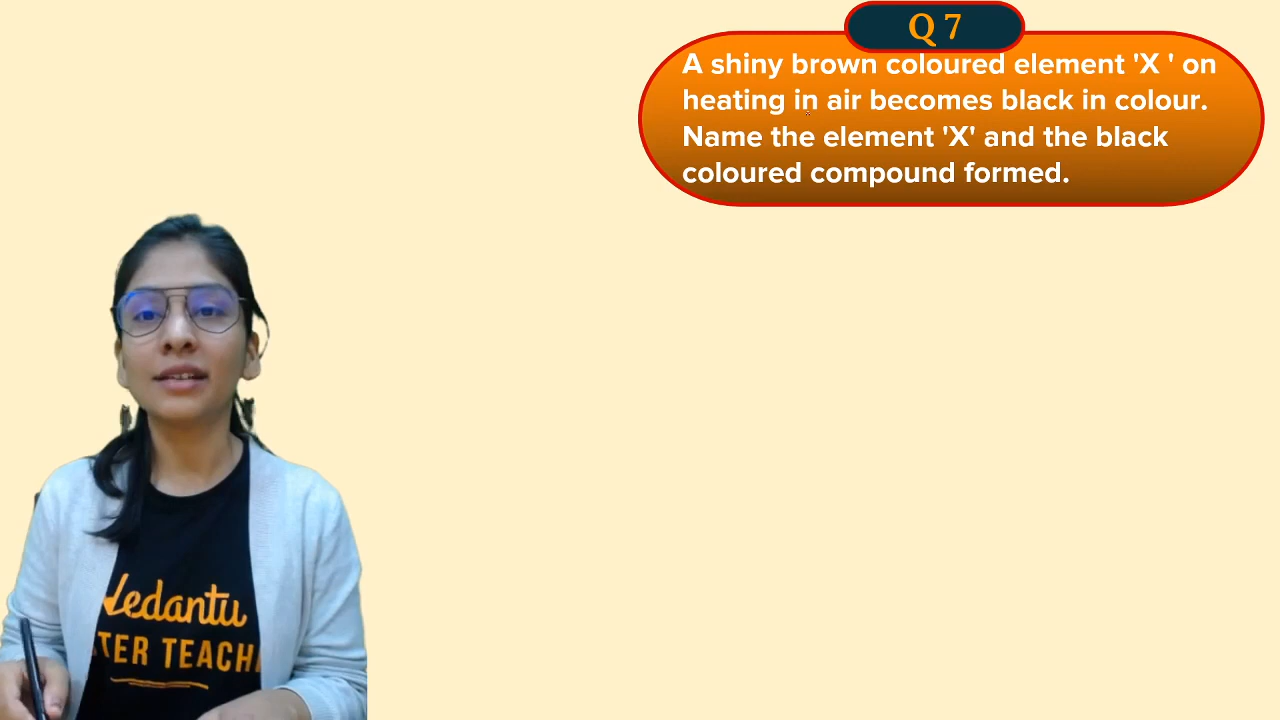 Q 7
A shiny brown coloured element 'X ' on
heating in air becomes black in colour.
Name the element 'X' and the black
coloured compound formed.
Vedantu
TER TEACH